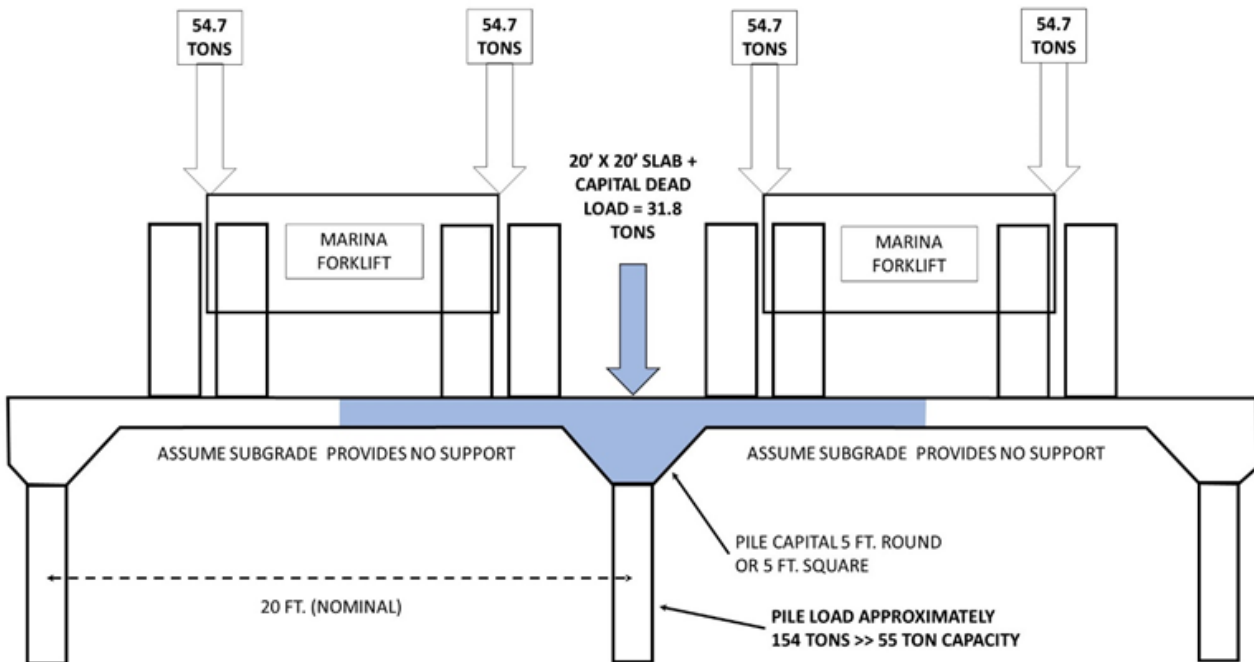 54.7
TONS
54.7
TONS
54.7
TONS
54.7
TONS
20' X 20' SLAB +
CAPITAL DEAD
LOAD = 31.8
TONS
MARINA
FORKLIFT
MARINA
FORKLIFT
ASSUME SUBGRADE PROVIDES NO SUPPORT
ASSUME SUBGRADE PROVIDES NO SUPPORT
PILE CAPITAL 5 FT. ROUND
OR 5 FT. SQUARE
20 FT. (NOMINAL)
PILE LOAD APPROXIMATELY
154 TONS >> 55 TON CAPACITY